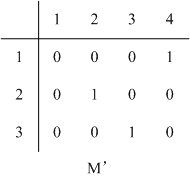 1 2 3 4
1 0 0 0 1
2 0 1 0 0
3 0 0 1 0
M’